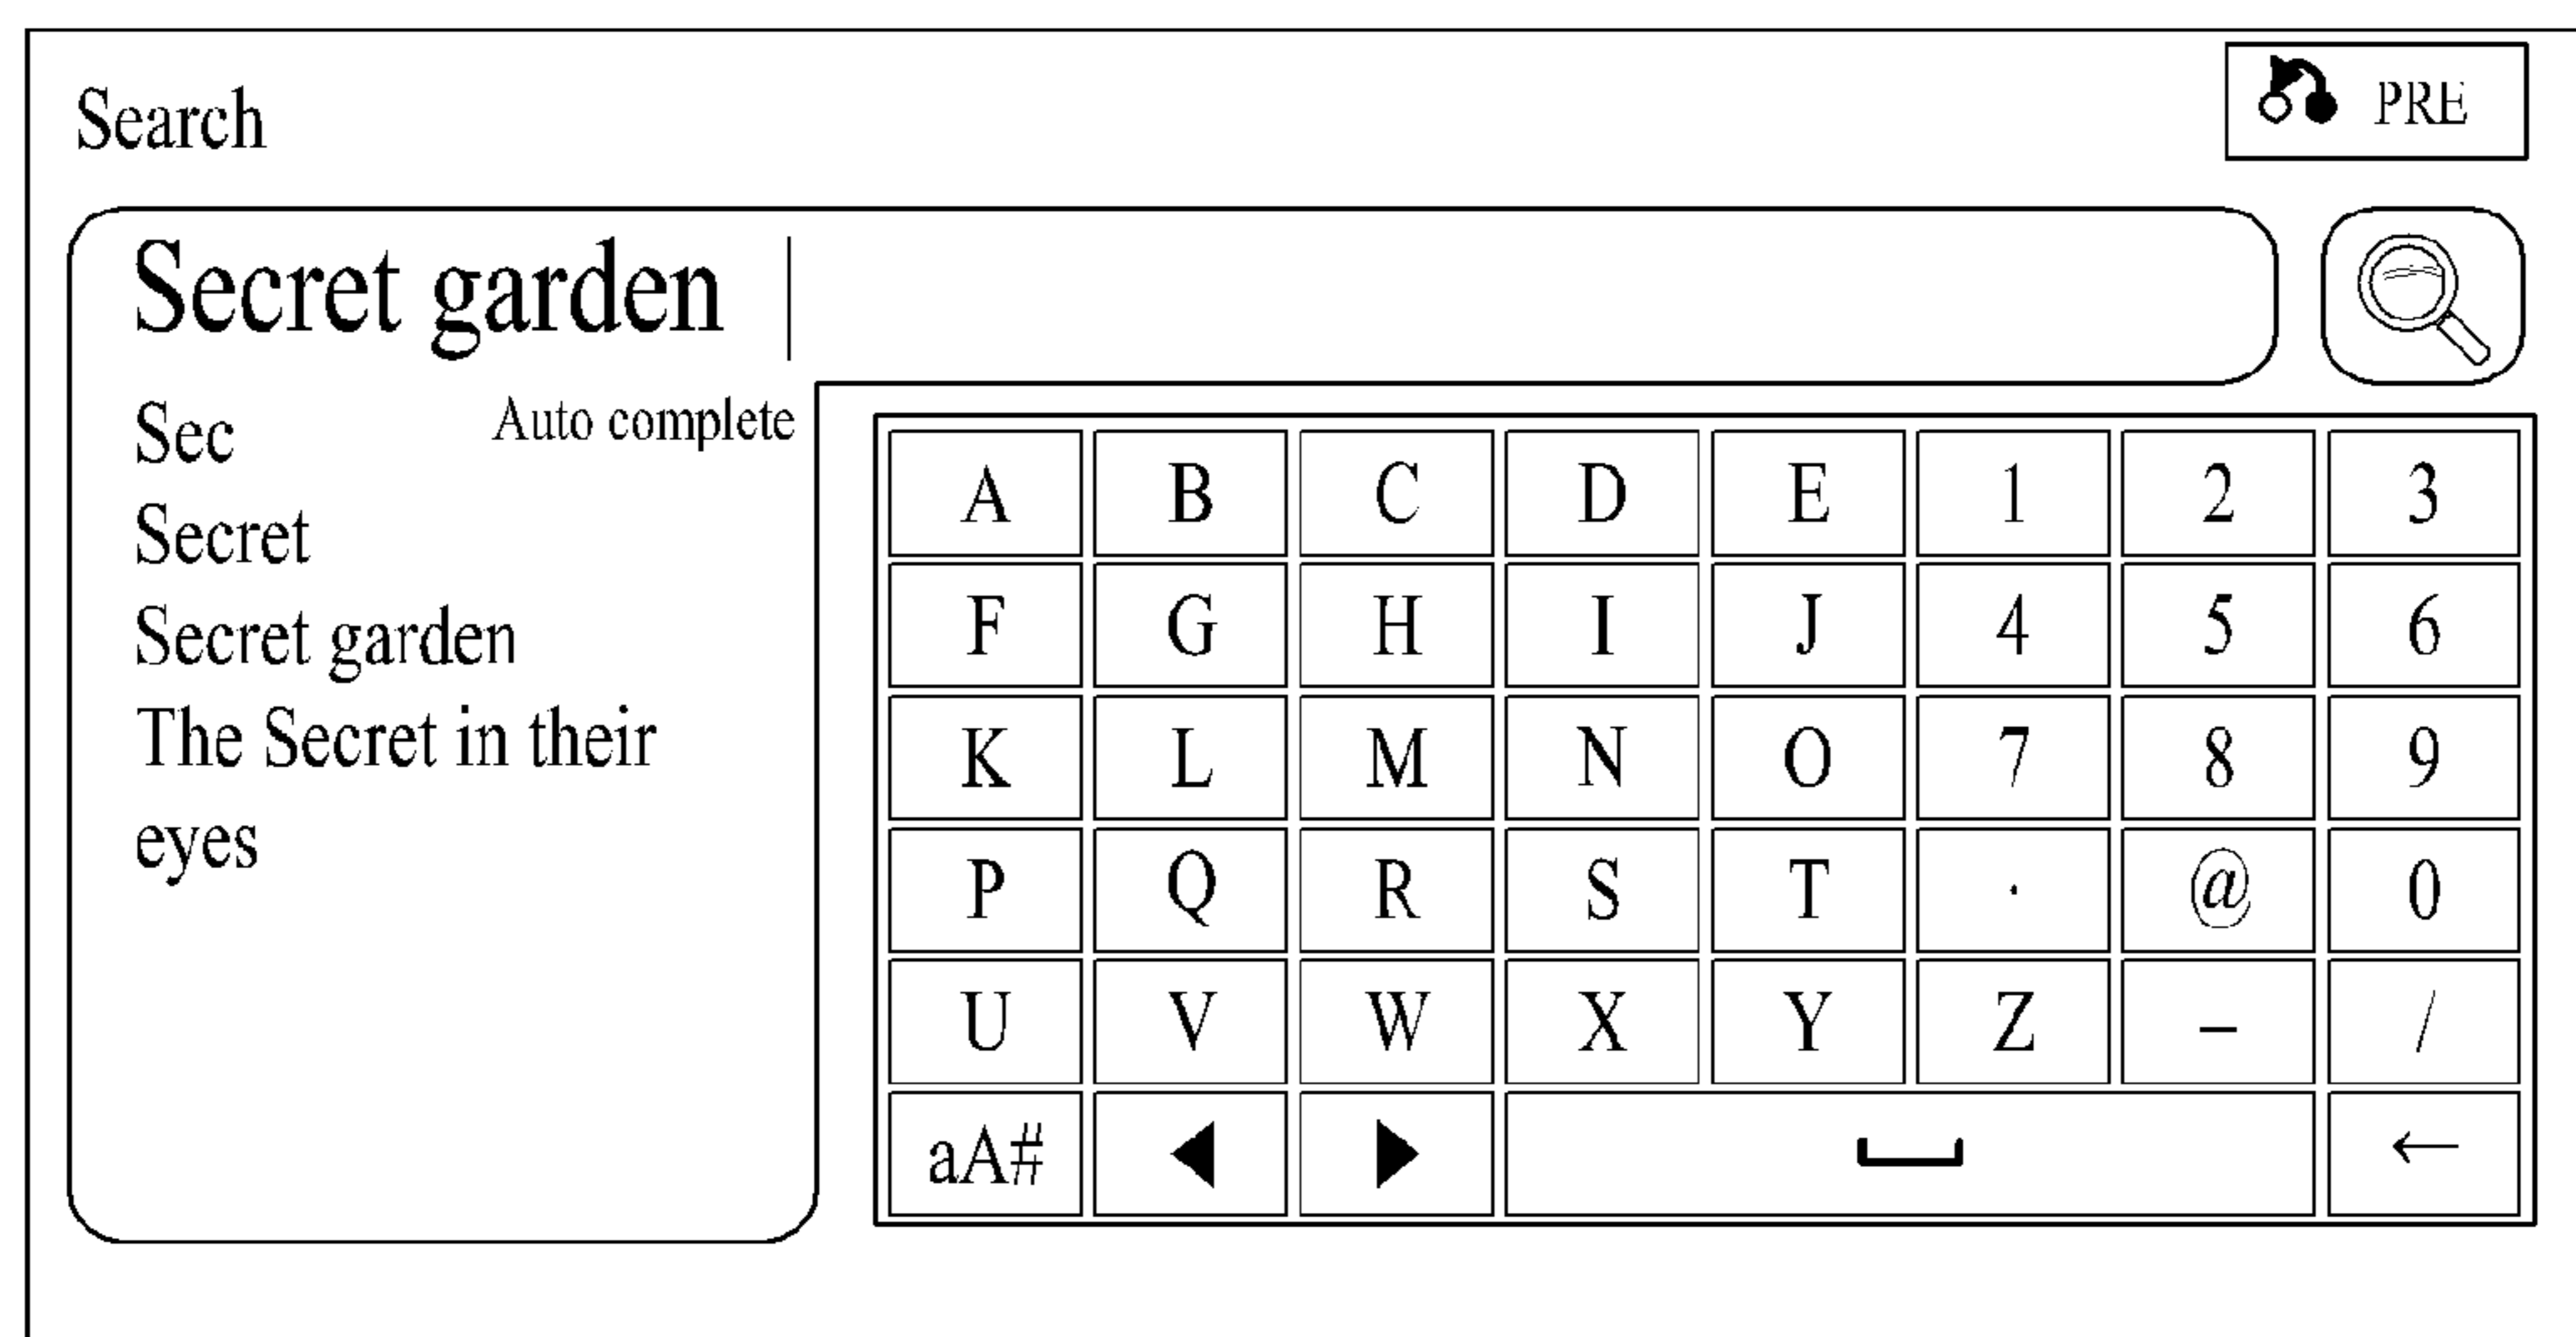 Search
PRE
Secret garden
Auto complete
Sec
Secret
Secret garden
The Secret in their
eyes
A B C D E 1 2 3
F G H I J 4 5 6
K L M N O 7 8 9
P Q R S T · @ 0
U V W X Y Z – /
aA# ◀ ▶ ←